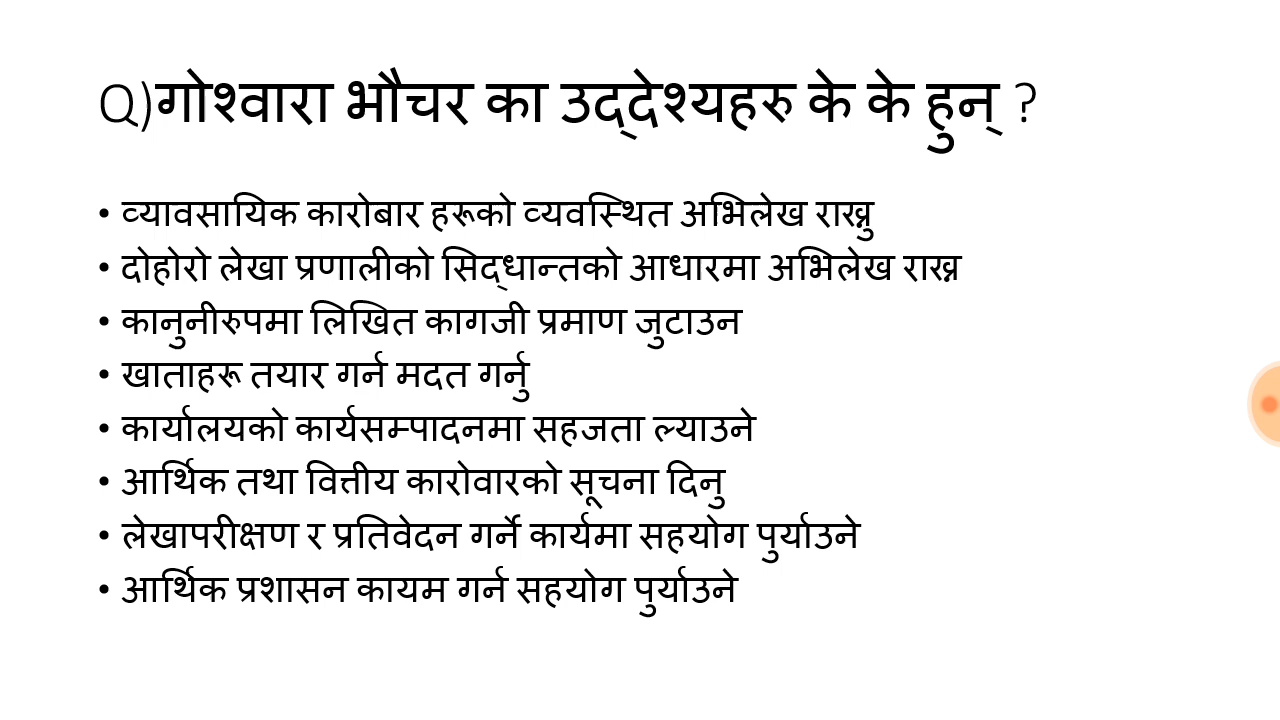 Q)गोश्वारा भौचर का उद्देश्यहरु के के हुन् ?
• व्यावसायिक कारोबार हरूको व्यवस्थित अभिलेख राख्नु
• दोहोरो लेखा प्रणालीको सिद्धान्तको आधारमा अभिलेख राख्न
• कानुनीरुपमा लिखित कागजी प्रमाण जुटाउन
• खाताहरू तयार गर्न मदत गर्नु
• कार्यालयको कार्यसम्पादनमा सहजता ल्याउने
• आर्थिक तथा वित्तीय कारोवारको सूचना दिनु
• लेखापरीक्षण र प्रतिवेदन गर्ने कार्यमा सहयोग पुर्याउने
• आर्थिक प्रशासन कायम गर्न सहयोग पुर्याउने